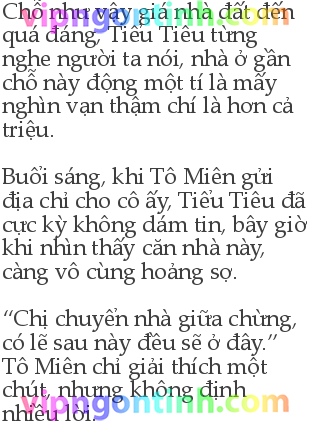 Chỗ như vậy giá nhà đất đến
quá đáng, Tiểu Tiêu từng
nghe người ta nói, nhà ở gần
chỗ này động một tí là mấy
nghìn vạn thậm chí là hơn cả
triệu.
Buổi sáng, khi Tô Miên gửi
địa chỉ cho cô ấy, Tiểu Tiêu đã
cực kỳ không dám tin, bây giờ
khi nhìn thấy căn nhà này,
càng vô cùng hoảng sợ.
“Chị chuyển nhà giữa chừng,
có lẽ sau này đều sẽ ở đây.”
Tô Miên chỉ giải thích một
chút, nhưng không định
nhiều lời.
vipngontinh.com
vipngontinh.com